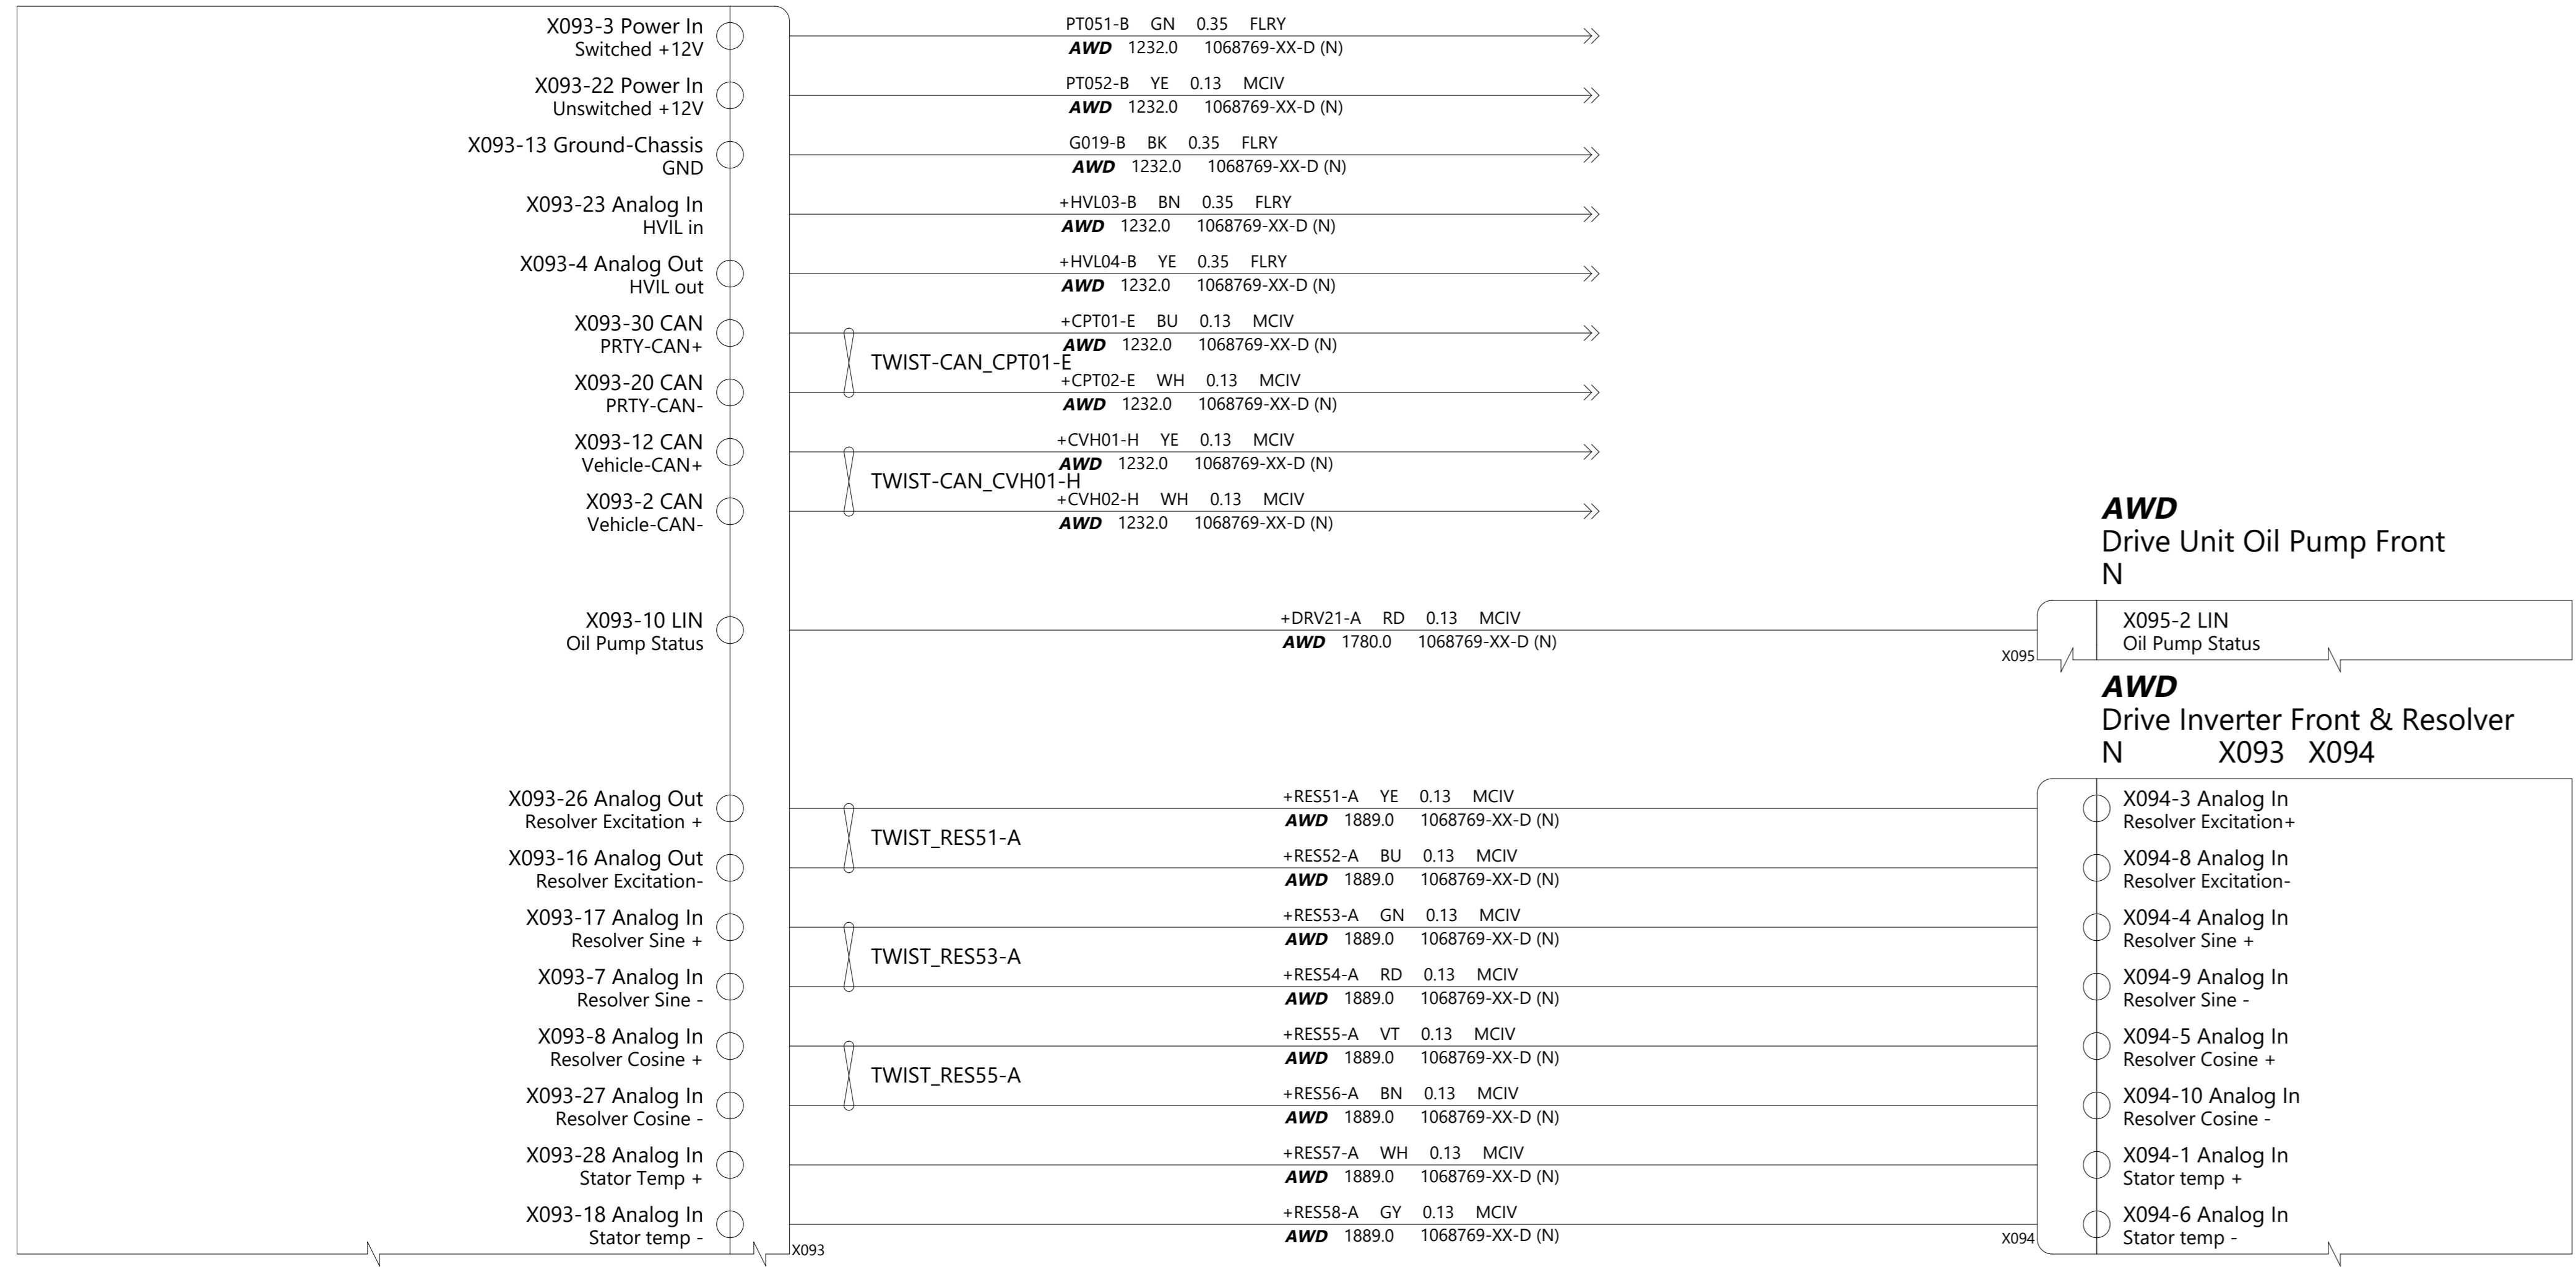 X093-3 Power In
Switched +12V
PT051-B GN 0.35 FLRY
AWD 1232.0 1068769-XX-D (N)
X093-22 Power In
Unswitched +12V
PT052-B YE 0.13 MCIV
AWD 1232.0 1068769-XX-D (N)
X093-13 Ground-Chassis
GND
G019-B BK 0.35 FLRY
AWD 1232.0 1068769-XX-D (N)
X093-23 Analog In
HVIL in
+HVL03-B BN 0.35 FLRY
AWD 1232.0 1068769-XX-D (N)
X093-4 Analog Out
HVIL out
+HVL04-B YE 0.35 FLRY
AWD 1232.0 1068769-XX-D (N)
X093-30 CAN
PRTY-CAN+
+CPT01-E BU 0.13 MCIV
AWD 1232.0 1068769-XX-D (N)
TWIST-CAN_CPT01-E
X093-20 CAN
PRTY-CAN-
+CPT02-E WH 0.13 MCIV
AWD 1232.0 1068769-XX-D (N)
X093-12 CAN
Vehicle-CAN+
+CVH01-H YE 0.13 MCIV
AWD 1232.0 1068769-XX-D (N)
TWIST-CAN_CVH01-H
X093-2 CAN
Vehicle-CAN-
+CVH02-H WH 0.13 MCIV
AWD 1232.0 1068769-XX-D (N)
AWD
Drive Unit Oil Pump Front
N
X093-10 LIN
Oil Pump Status
+DRV21-A RD 0.13 MCIV
AWD 1780.0 1068769-XX-D (N)
X095
X095-2 LIN
Oil Pump Status
AWD
Drive Inverter Front & Resolver
N X093 X094
X093-26 Analog Out
Resolver Excitation +
+RES51-A YE 0.13 MCIV
AWD 1889.0 1068769-XX-D (N)
X094-3 Analog In
Resolver Excitation+
TWIST_RES51-A
X093-16 Analog Out
Resolver Excitation-
+RES52-A BU 0.13 MCIV
AWD 1889.0 1068769-XX-D (N)
X094-8 Analog In
Resolver Excitation-
X093-17 Analog In
Resolver Sine +
+RES53-A GN 0.13 MCIV
AWD 1889.0 1068769-XX-D (N)
X094-4 Analog In
Resolver Sine +
TWIST_RES53-A
X093-7 Analog In
Resolver Sine -
+RES54-A RD 0.13 MCIV
AWD 1889.0 1068769-XX-D (N)
X094-9 Analog In
Resolver Sine -
X093-8 Analog In
Resolver Cosine +
+RES55-A VT 0.13 MCIV
AWD 1889.0 1068769-XX-D (N)
X094-5 Analog In
Resolver Cosine +
TWIST_RES55-A
X093-27 Analog In
Resolver Cosine -
+RES56-A BN 0.13 MCIV
AWD 1889.0 1068769-XX-D (N)
X094-10 Analog In
Resolver Cosine -
X093-28 Analog In
Stator Temp +
+RES57-A WH 0.13 MCIV
AWD 1889.0 1068769-XX-D (N)
X094-1 Analog In
Stator temp +
X093-18 Analog In
Stator temp -
X093
+RES58-A GY 0.13 MCIV
AWD 1889.0 1068769-XX-D (N)
X094
X094-6 Analog In
Stator temp -